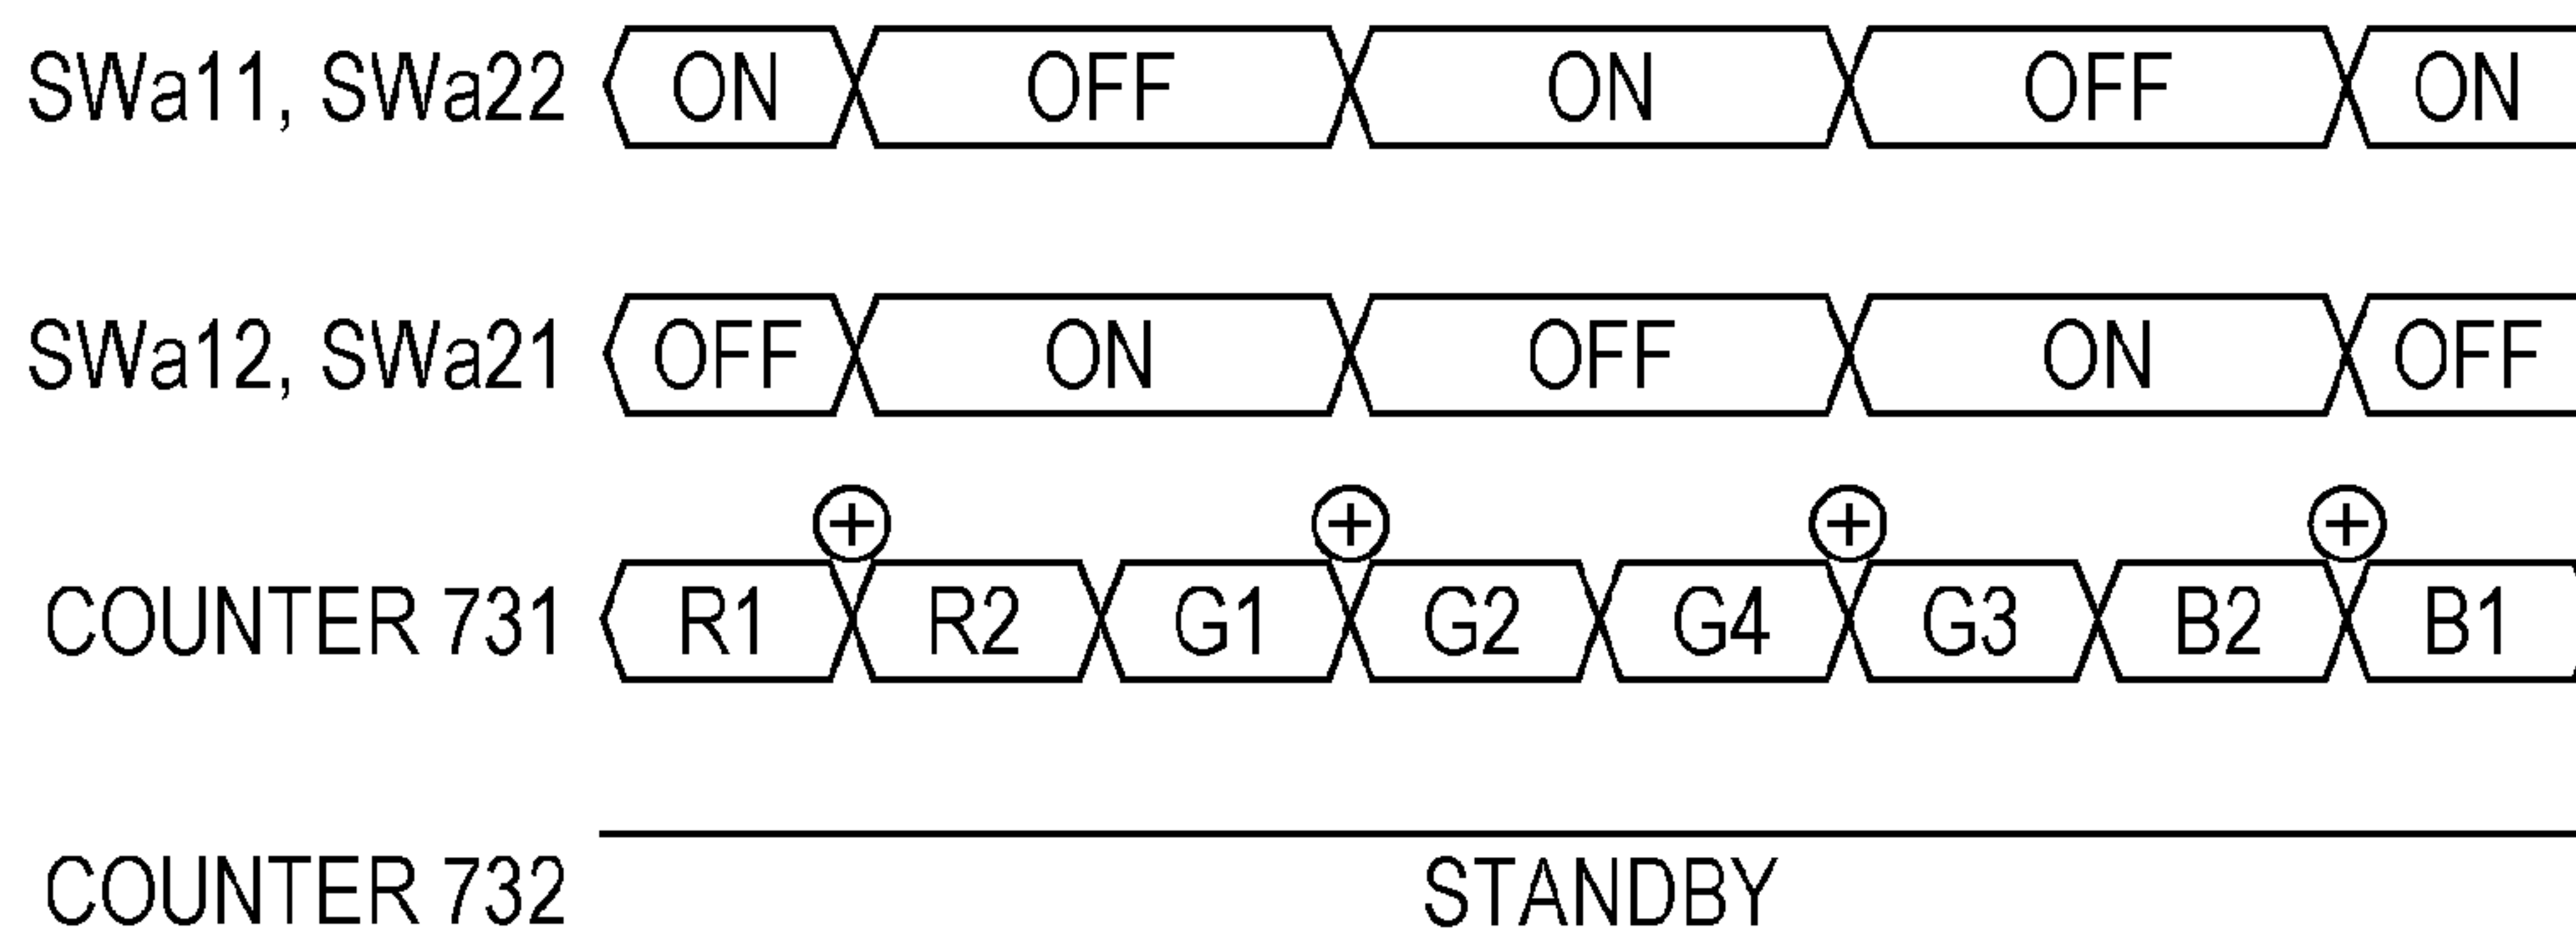 SWa11, SWa22 ON OFF ON OFF ON
SWa12, SWa21 OFF ON OFF ON OFF
+ + + +
COUNTER 731 R1 R2 G1 G2 G4 G3 B2 B1
COUNTER 732 STANDBY